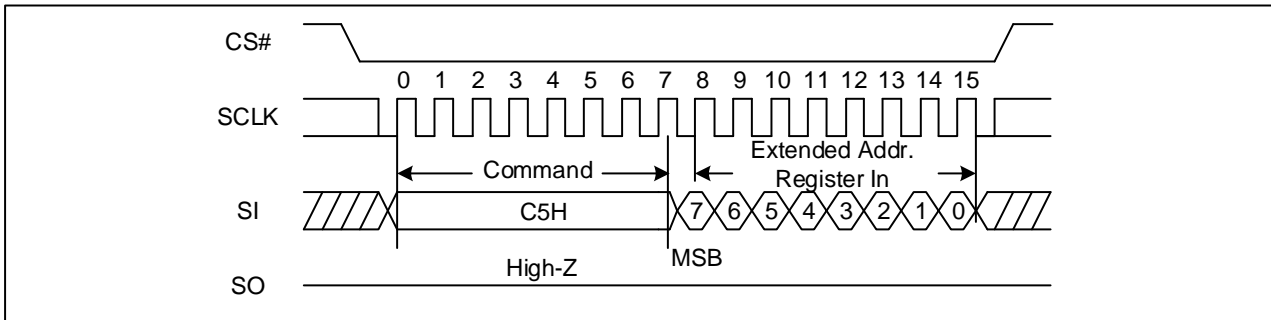 CS#
0 1 2 3 4 5 6 7 8 9 10 11 12 13 14 15
SCLK
Command
Extended Addr.
Register In
SI
C5H
7 6 5 4 3 2 1 0
MSB
High-Z
SO